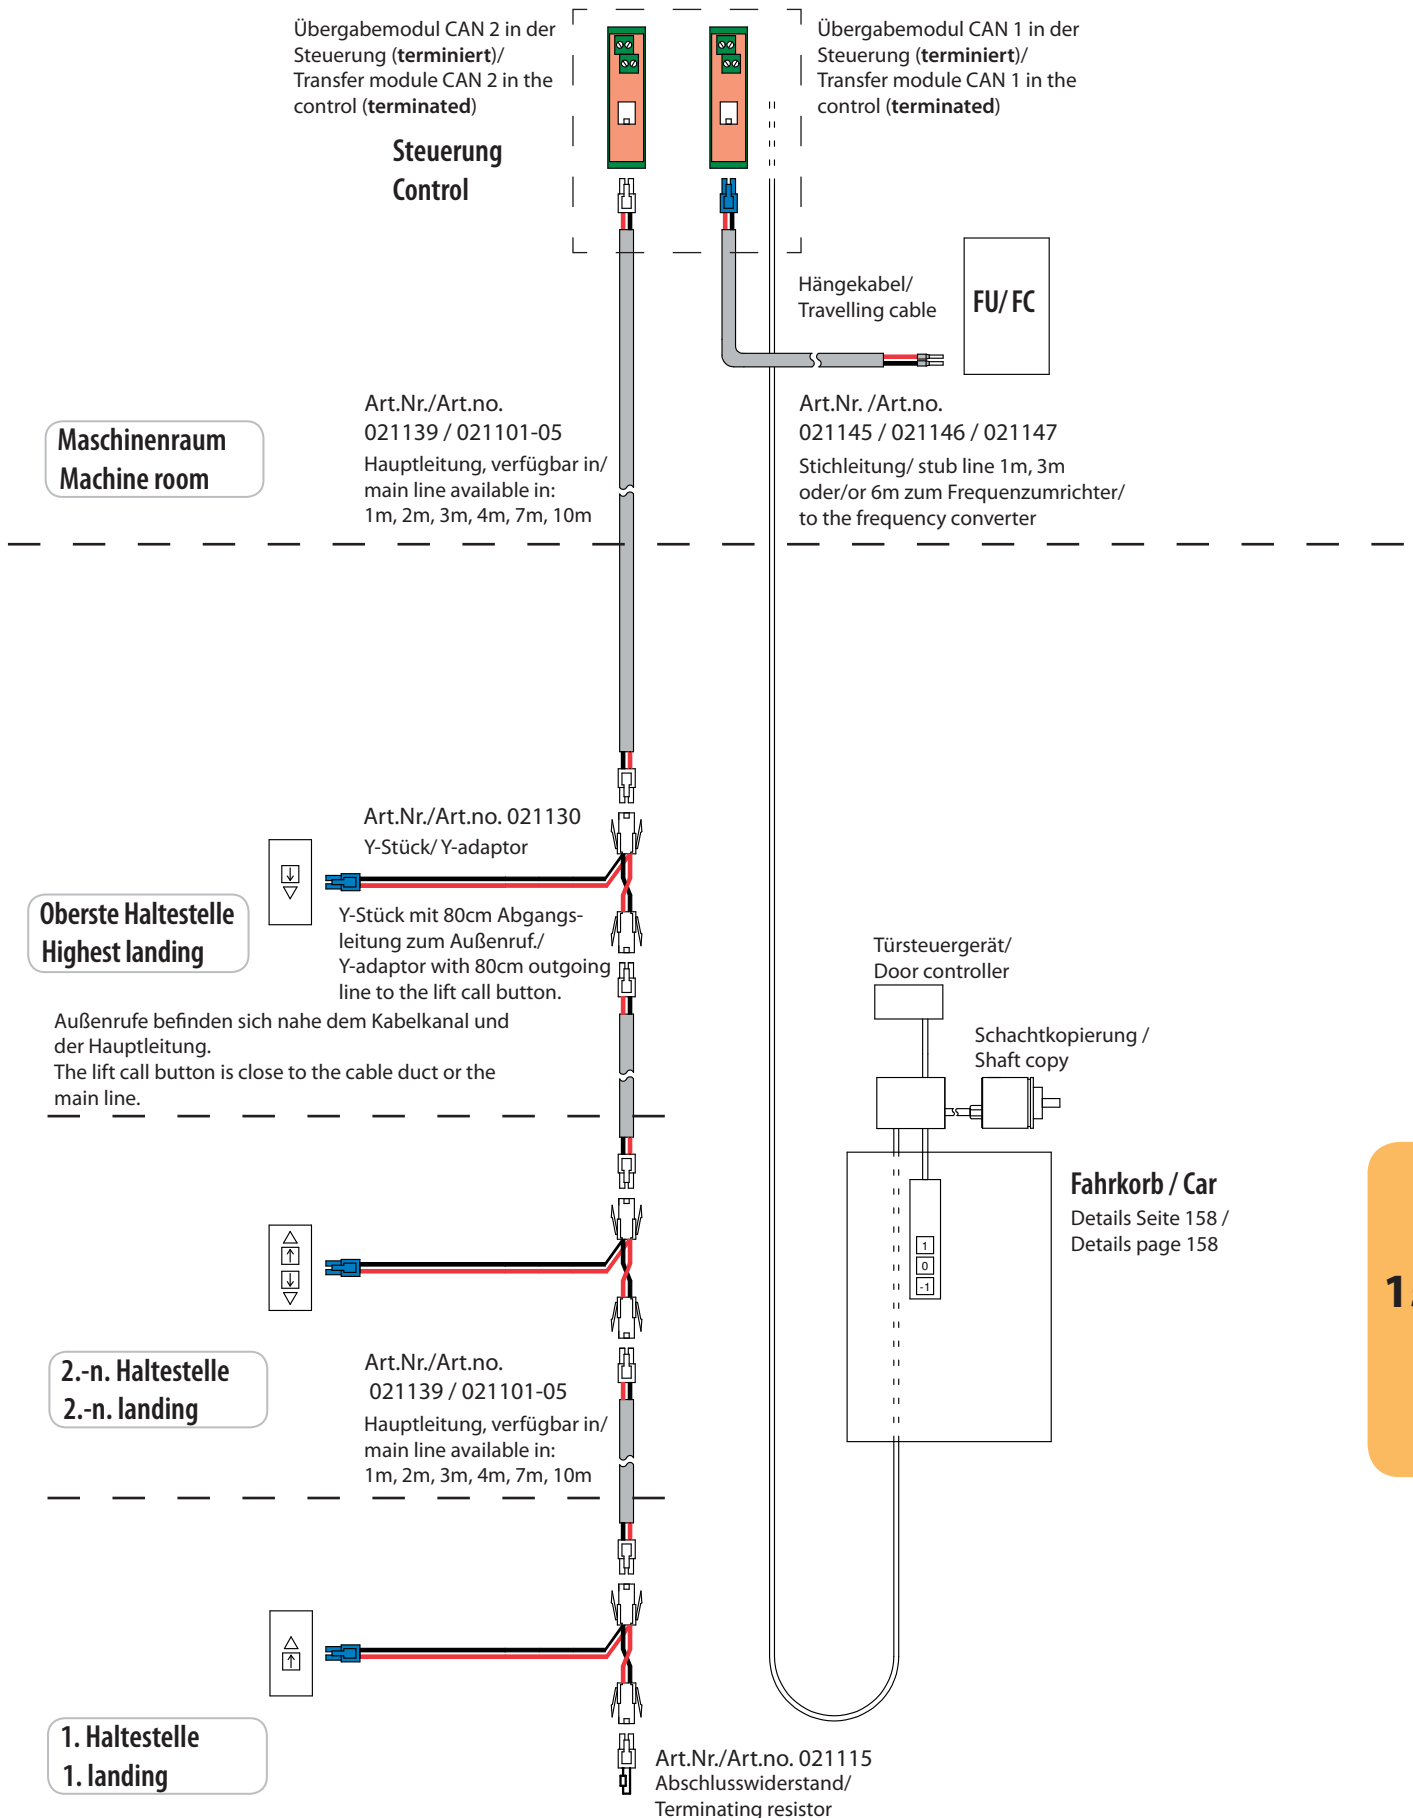 Übergabemodul CAN 2 in der
Steuerung (terminiert)/
Transfer module CAN 2 in the
control (terminated)
Übergabemodul CAN 1 in der
Steuerung (terminiert)/
Transfer module CAN 1 in the
control (terminated)
Steuerung
Control
Hängekabel/
Travelling cable
FU/ FC
Art.Nr./Art.no.
021139 / 021101-05
Hauptleitung, verfügbar in/
main line available in:
1m, 2m, 3m, 4m, 7m, 10m
Art.Nr. /Art.no.
021145 / 021146 / 021147
Stichleitung/ stub line 1m, 3m
oder/or 6m zum Frequenzumrichter/
to the frequency converter
Maschinenraum
Machine room
Art.Nr./Art.no. 021130
Y-Stück/ Y-adaptor
Oberste Haltestelle
Highest landing
Y-Stück mit 80cm Abgangs-
leitung zum Außenruf./
Y-adaptor with 80cm outgoing
line to the lift call button.
Außenrufe befinden sich nahe dem Kabelkanal und
der Hauptleitung.
The lift call button is close to the cable duct or the
main line.
Türsteuergerät/
Door controller
Schachtkopierung /
Shaft copy
Fahrkorb / Car
Details Seite 158 /
Details page 158
1
0
-1
2.-n. Haltestelle
2.-n. landing
Art.Nr./Art.no.
021139 / 021101-05
Hauptleitung, verfügbar in/
main line available in:
1m, 2m, 3m, 4m, 7m, 10m
1. Haltestelle
1. landing
Art.Nr./Art.no. 021115
Abschlusswiderstand/
Terminating resistor